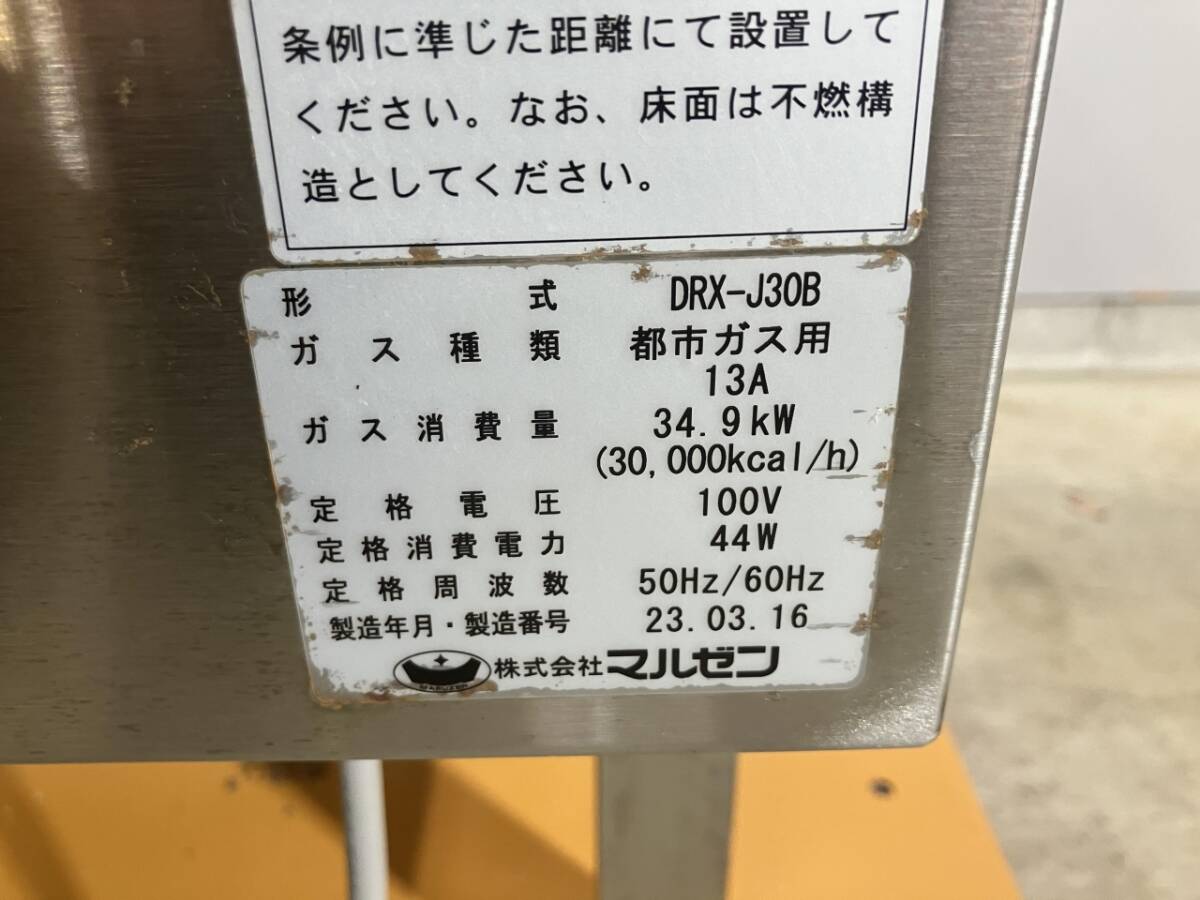 条例に準じた距離にて設置して
ください。なお、床面は不燃構
造としてください。
形式 DRX-J30B
ガス種類 都市ガス用
13A
ガス消費量 34.9kW
(30,000kcal/h)
定格電圧 100V
定格消費電力 44W
定格周波数 50Hz/60Hz
製造年月・製造番号 23.03.16
MARUZEN 株式会社マルゼン